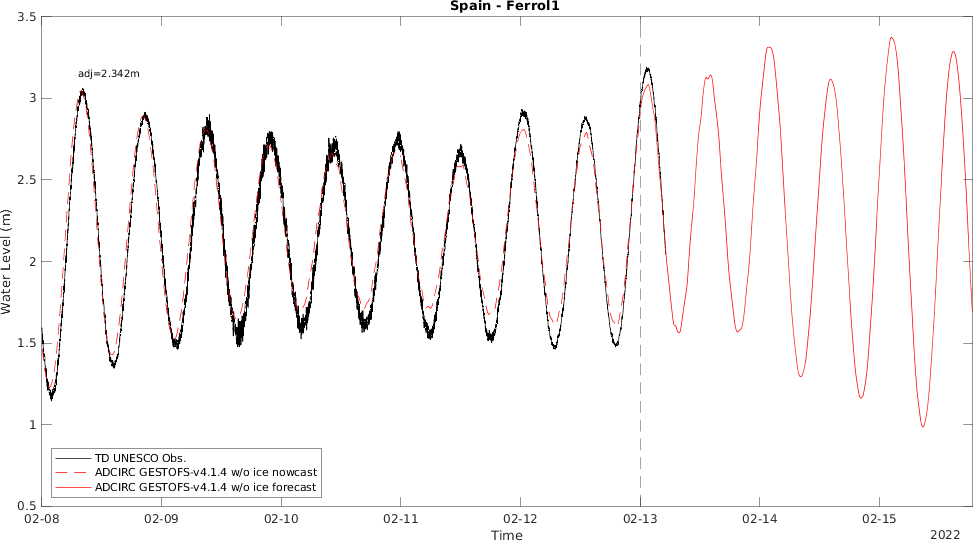 Spain - Ferrol1
3.5
adj=2.342m
3
2.5
2
1.5
1
0.5
Water Level (m)
TD UNESCO Obs.
ADCIRC GESTOFS-v4.1.4 w/o ice nowcast
ADCIRC GESTOFS-v4.1.4 w/o ice forecast
02-08 02-09 02-10 02-11 02-12 02-13 02-14 02-15
Time
2022